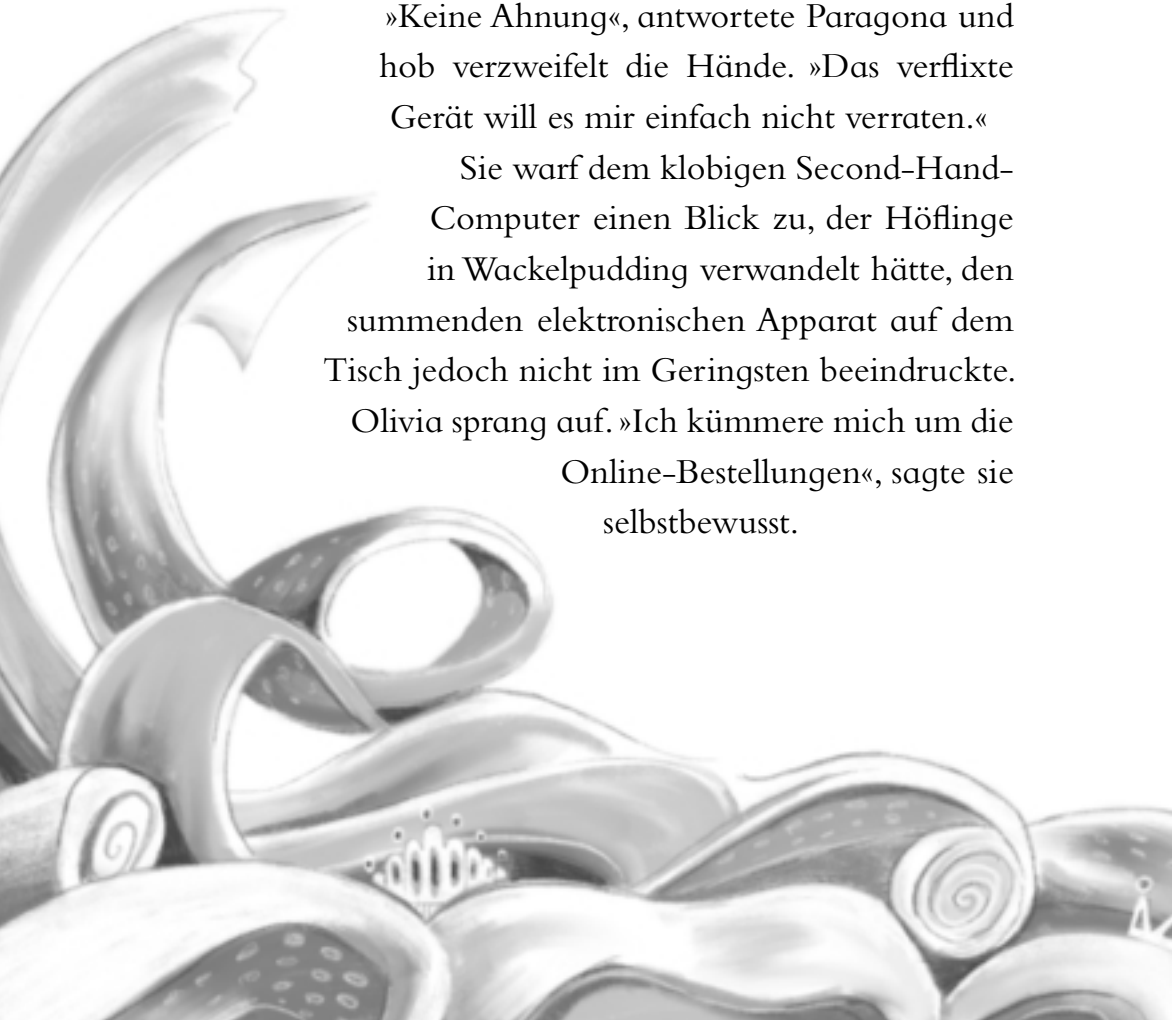 »Keine Ahnung«, antwortete Paragona und
hob verzweifelt die Hände. »Das verflixte
Gerät will es mir einfach nicht verraten.«
Sie warf dem klobigen Second-Hand-
Computer einen Blick zu, der Höflinge
in Wackelpudding verwandelt hätte, den
summenden elektronischen Apparat auf dem
Tisch jedoch nicht im Geringsten beeindruckte.
Olivia sprang auf. »Ich kümmere mich um die
Online-Bestellungen«, sagte sie
selbstbewusst.